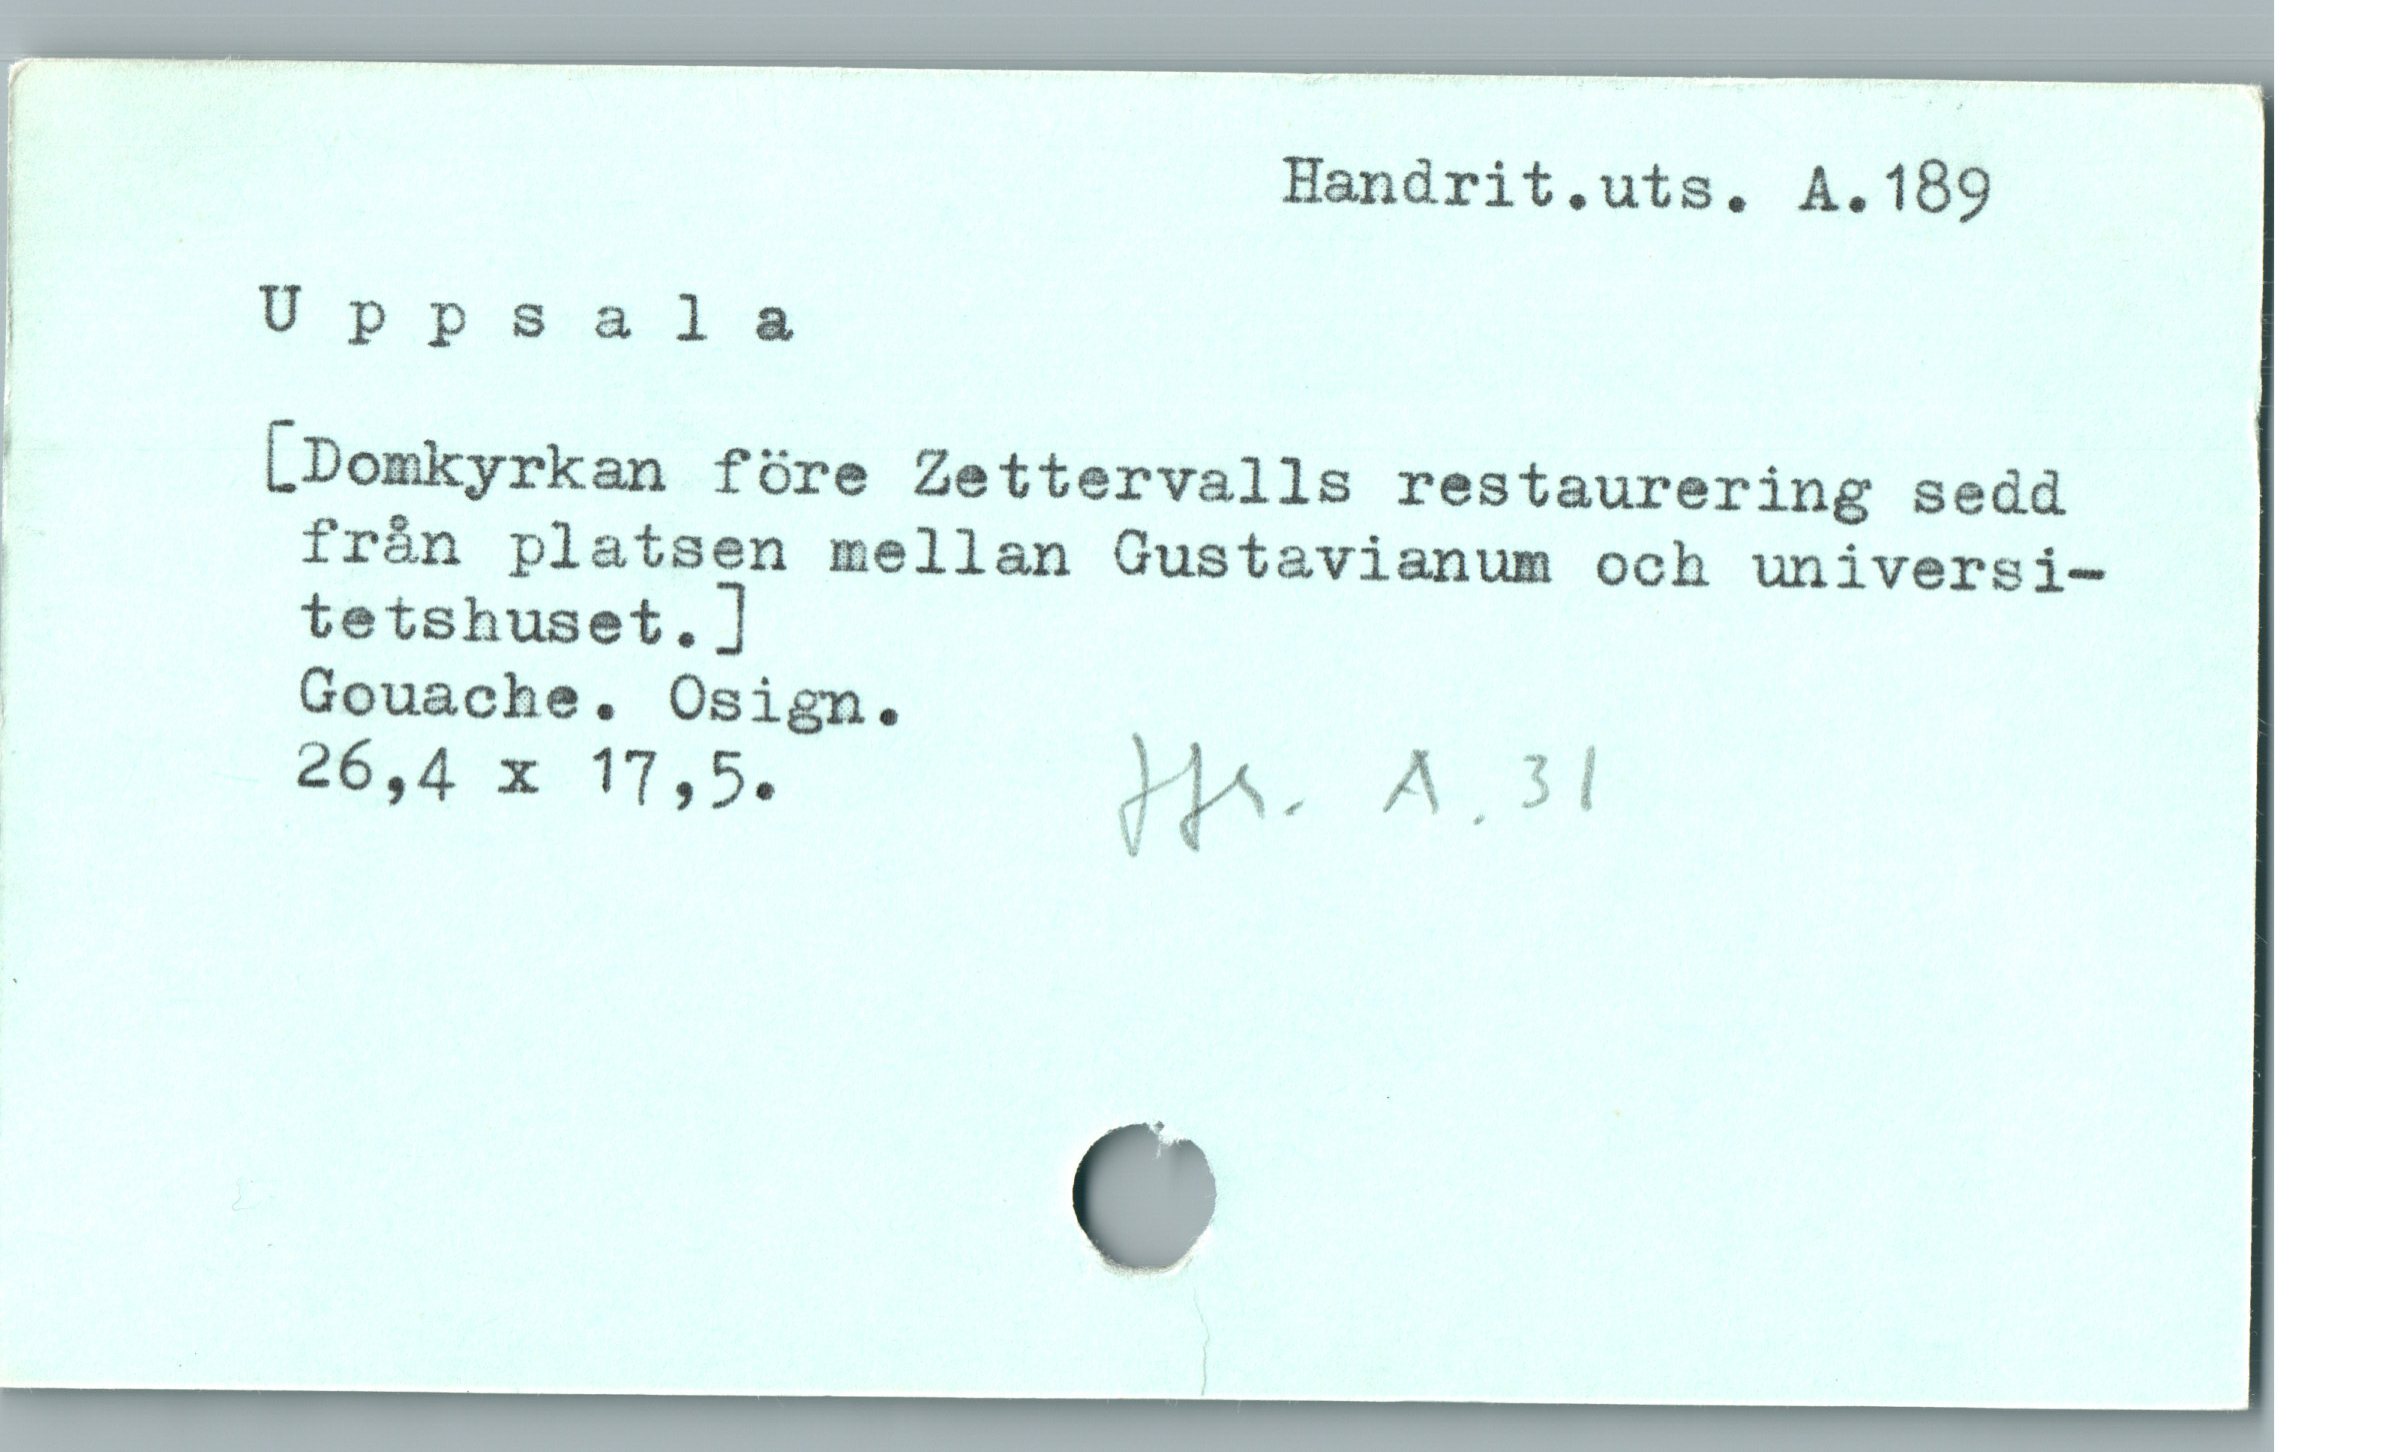 Handrit.uts. A.189
U p p s a l a
[Domkyrkan före Zettervalls restaurering sedd
från platsen mellan Gustavianum och universi-
tetshuset.]
Gouache. Osign.
26,4 x 17,5.
A. 31